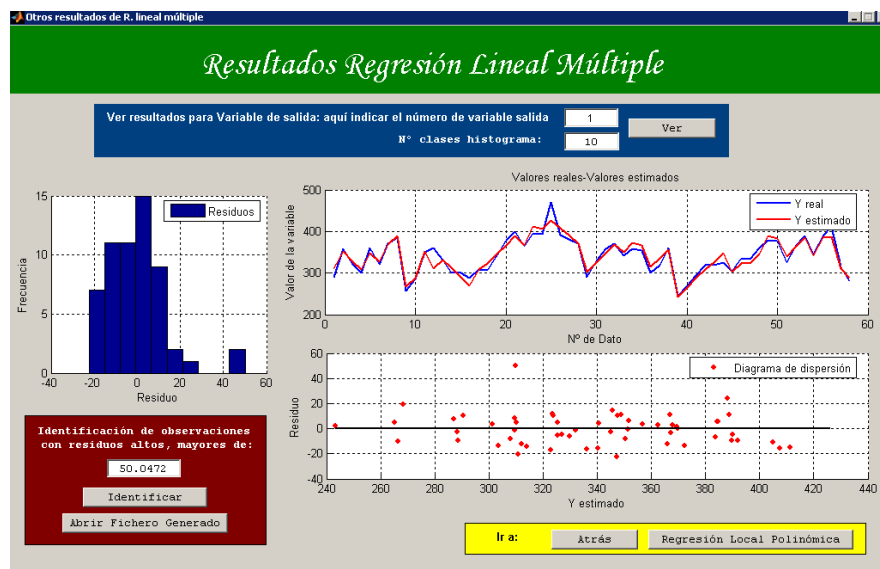 Otros resultados de R. lineal múltiple
Resultados Regresión Lineal Múltiple
Ver resultados para Variable de salida: aquí indicar el número de variable salida
1
Nº clases histograma:
10
Ver
Residuos
15
10
5
0
Frecuencia
-40
-20
0
20
40
60
Residuo
Valores reales-Valores estimados
Y real
Y estimado
500
400
300
200
Valor de la variable
0
10
20
30
40
50
60
Nº de Dato
Diagrama de dispersión
60
40
20
0
-20
-40
Residuo
240
260
280
300
320
340
360
380
400
420
440
Y estimado
Identificación de observaciones
con residuos altos, mayores de:
50.0472
Identificar
Abrir Fichero Generado
Ir a:
Atrás
Regresión Local Polinómica